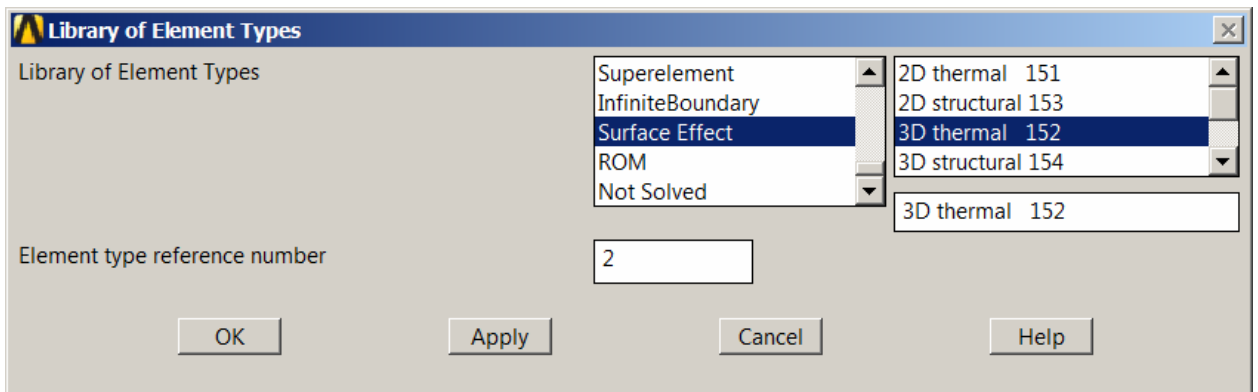 Library of Element Types
Library of Element Types
Superelement
InfiniteBoundary
Surface Effect
ROM
Not Solved
2D thermal 151
2D structural 153
3D thermal 152
3D structural 154
3D thermal 152
Element type reference number
2
OK
Apply
Cancel
Help